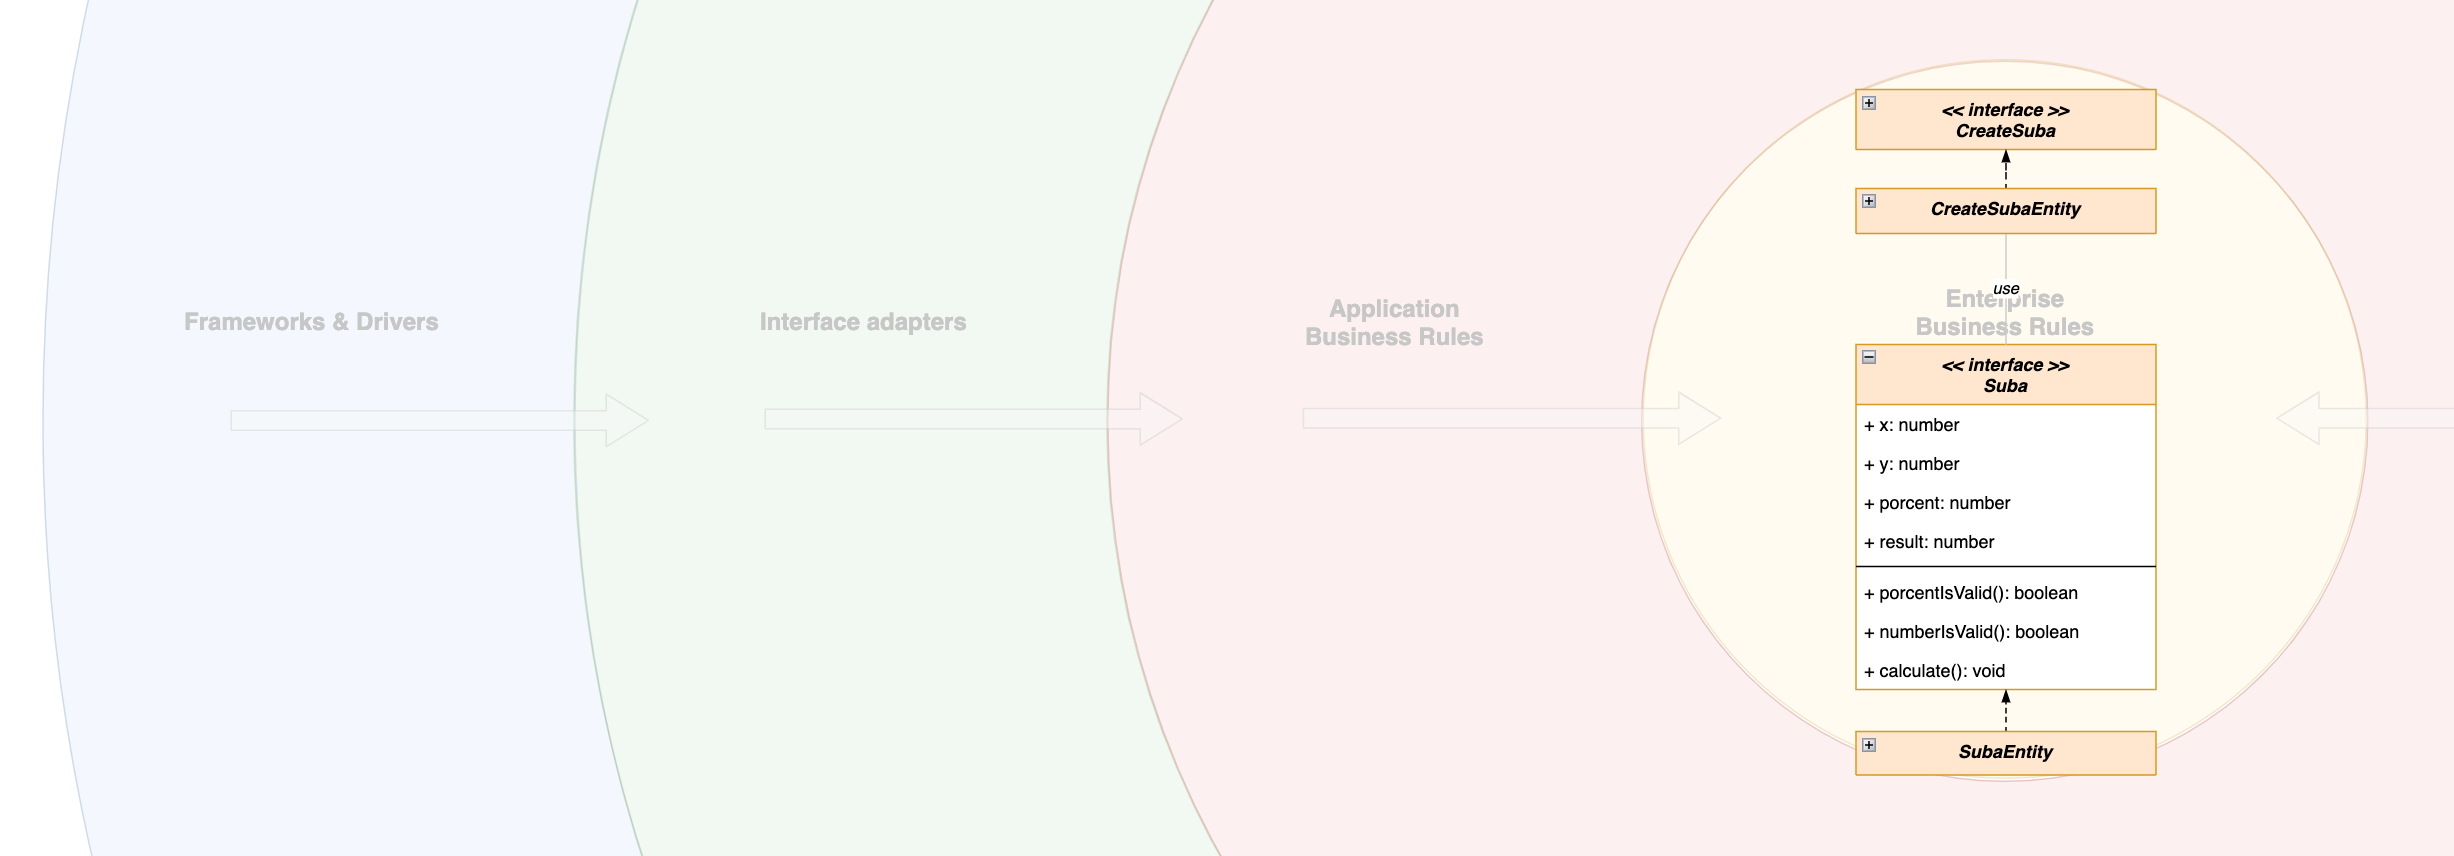 Frameworks & Drivers
Interface adapters
Application
Business Rules
<< interface >>
CreateSuba
CreateSubaEntity
use
Enterprise
Business Rules
<< interface >>
Suba
+ x: number
+ y: number
+ porcent: number
+ result: number
+ porcentIsValid(): boolean
+ numberIsValid(): boolean
+ calculate(): void
SubaEntity